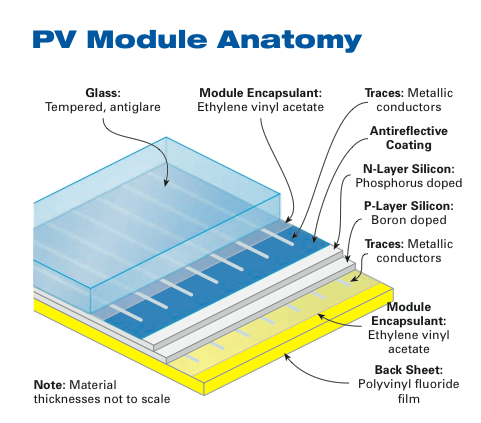 PV Module Anatomy
Glass:
Tempered, antiglare
Module Encapsulant:
Ethylene vinyl acetate
Traces: Metallic
conductors
Antireflective
Coating
N-Layer Silicon:
Phosphorus doped
P-Layer Silicon:
Boron doped
Traces: Metallic
conductors
Module
Encapsulant:
Ethylene vinyl
acetate
Back Sheet:
Polyvinyl fluoride
film
Note: Material
thicknesses not to scale